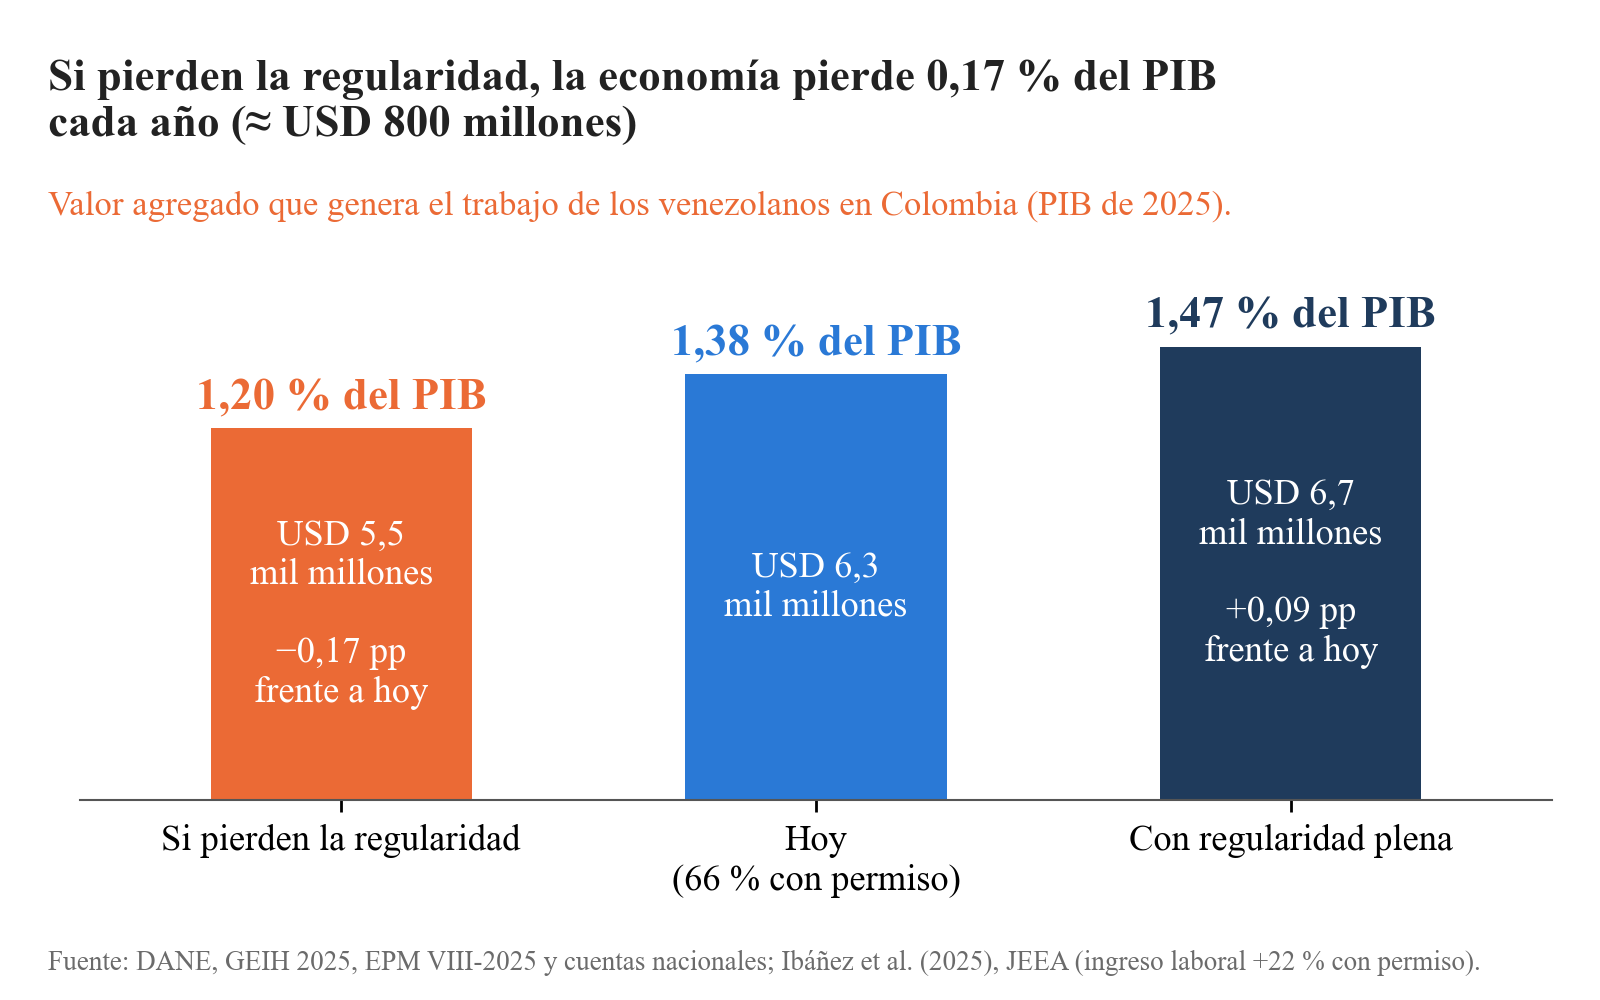 Si pierden la regularidad, la economía pierde 0,17 % del PIB
cada año (≈ USD 800 millones)
Valor agregado que genera el trabajo de los venezolanos en Colombia (PIB de 2025).
1,20 % del PIB
USD 5,5
mil millones
−0,17 pp
frente a hoy
Si pierden la regularidad
1,38 % del PIB
USD 6,3
mil millones
Hoy
(66 % con permiso)
1,47 % del PIB
USD 6,7
mil millones
+0,09 pp
frente a hoy
Con regularidad plena
Fuente: DANE, GEIH 2025, EPM VIII-2025 y cuentas nacionales; Ibáñez et al. (2025), JEEA (ingreso laboral +22 % con permiso).